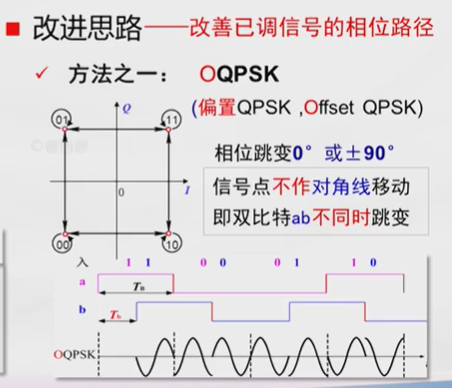 改进思路——改善已调信号的相位路径
方法之一： OQPSK
(偏置QPSK ,Offset QPSK)
相位跳变0° 或±90°
信号点不作对角线移动
即双比特ab不同时跳变
Q
01
11
0
I
00
10
入 1 1 0 0 0 1 1 0
a
TB
b
Tb
OQPSK